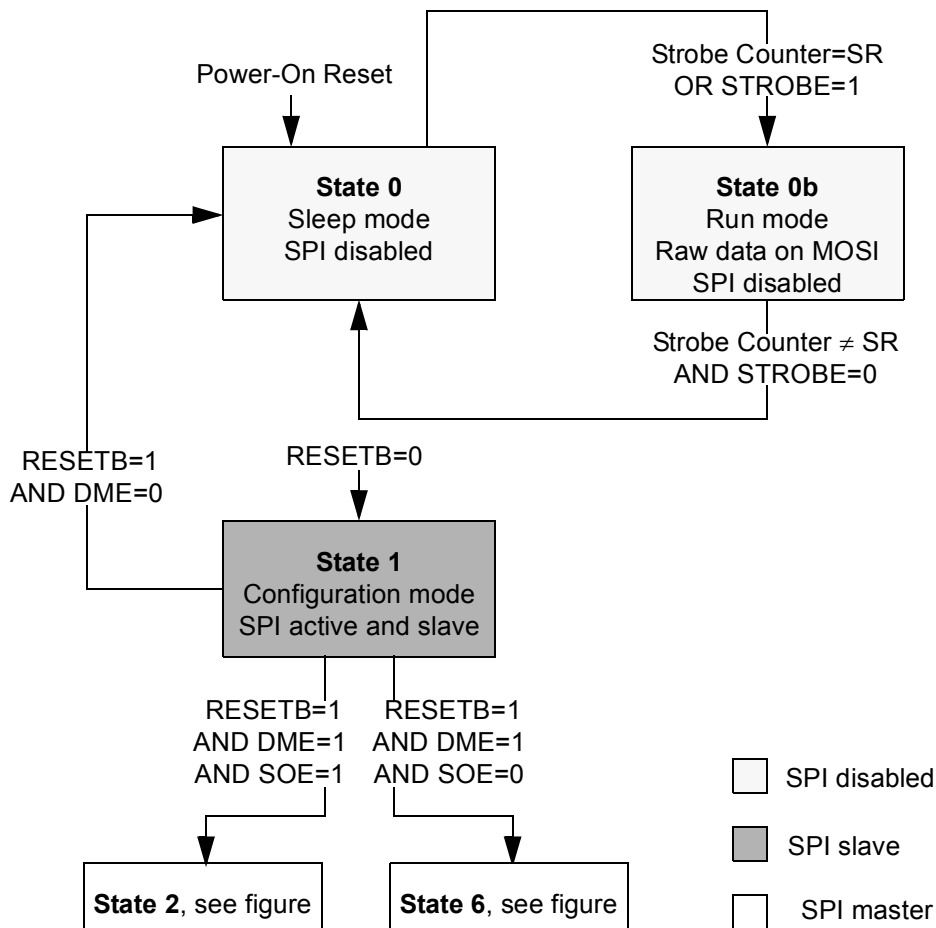 Power-On Reset
Strobe Counter=SR
OR STROBE=1
State 0
Sleep mode
SPI disabled
State 0b
Run mode
Raw data on MOSI
SPI disabled
Strobe Counter ≠ SR
AND STROBE=0
RESETB=1
AND DME=0
RESETB=0
State 1
Configuration mode
SPI active and slave
RESETB=1
AND DME=1
AND SOE=1
RESETB=1
AND DME=1
AND SOE=0
State 2, see figure
State 6, see figure
SPI disabled
SPI slave
SPI master